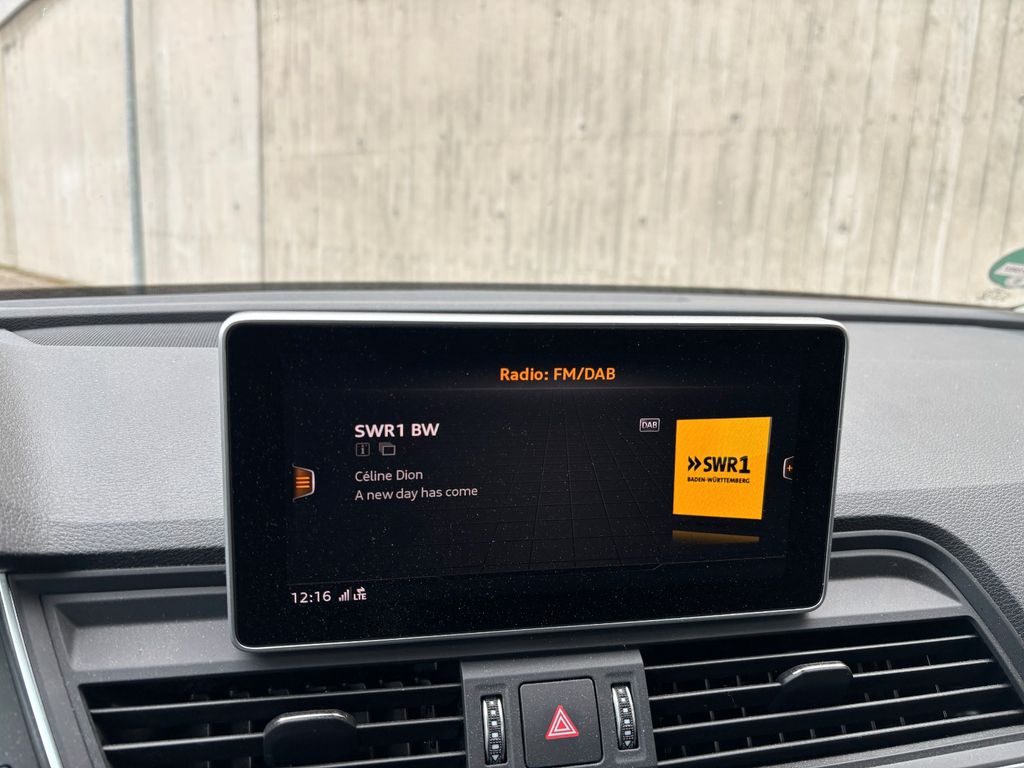 Radio: FM/DAB
SWR1 BW
DAB
Céline Dion
A new day has come
SWR1
BADEN-WÜRTTEMBERG
12:16
LTE